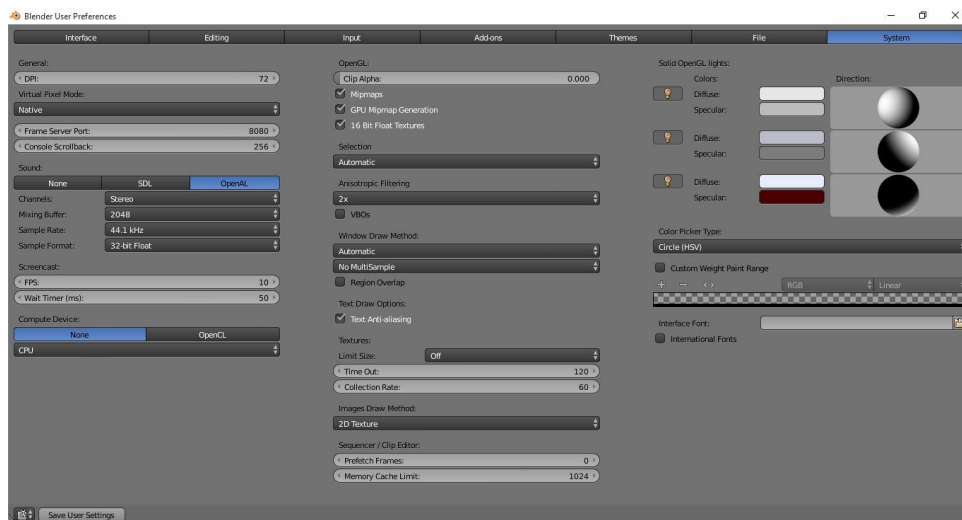 Blender User Preferences
Interface Editing Input Add-ons Themes File System
General:
DPI: 72
Virtual Pixel Mode:
Native
Frame Server Port: 8080
Console Scrollback: 256
Sound:
None SDL OpenAL
Channels: Stereo
Mixing Buffer: 2048
Sample Rate: 44.1 kHz
Sample Format: 32-bit Float
Screencast:
FPS: 10
Wait Timer (ms): 50
Compute Device:
None OpenCL
CPU
OpenGL:
Clip Alpha: 0.000
Mipmaps
GPU Mipmap Generation
16 Bit Float Textures
Selection
Automatic
Anisotropic Filtering
2x
VBOs
Window Draw Method:
Automatic
No MultiSample
Region Overlap
Text Draw Options:
Text Anti-aliasing
Textures:
Limit Size: Off
Time Out: 120
Collection Rate: 60
Images Draw Method:
2D Texture
Sequencer / Clip Editor:
Prefetch Frames: 0
Memory Cache Limit: 1024
Solid OpenGL lights:
Colors: Direction:
Diffuse:
Specular:
Diffuse:
Specular:
Diffuse:
Specular:
Color Picker Type:
Circle (HSV)
Custom Weight Paint Range
RGB Linear
Interface Font:
International Fonts
Save User Settings